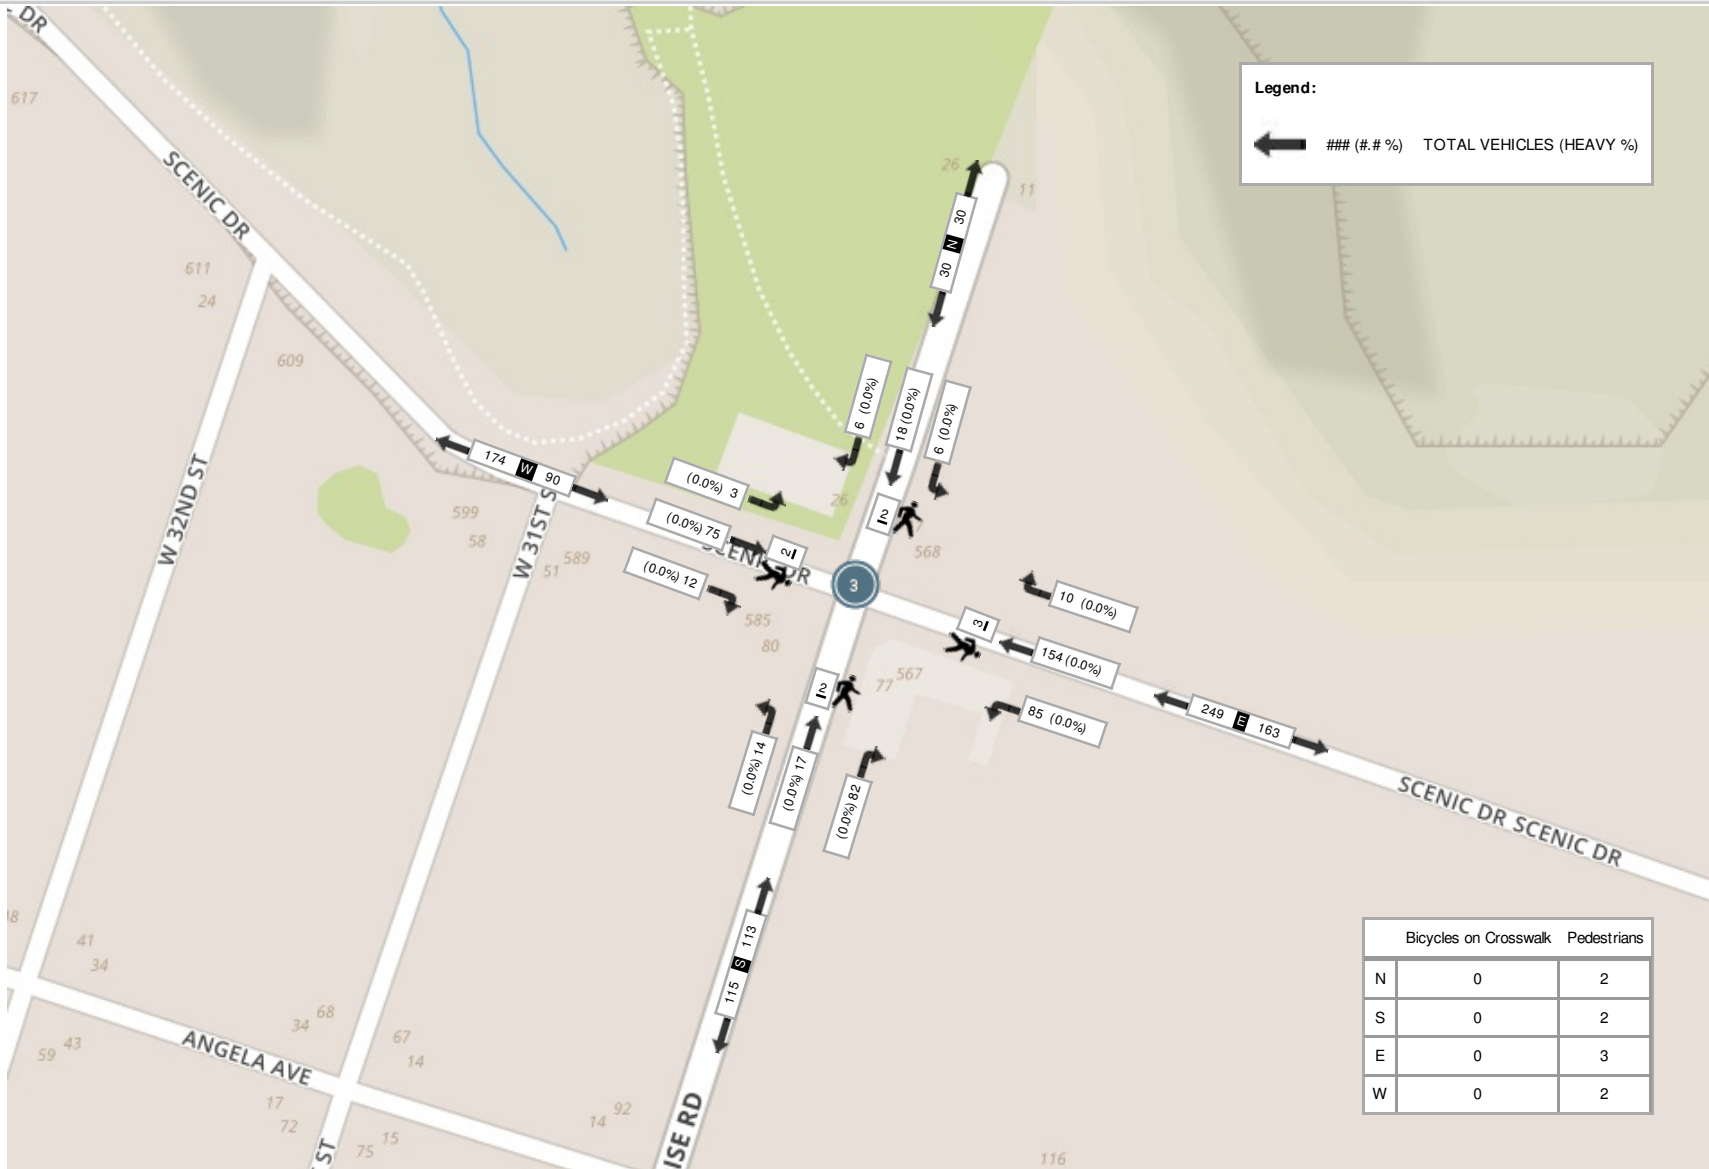 DR
617
SCENIC DR
611
24
609
W 32ND ST
W 31ST S
599
58
589
51
26
11
30 N 30
174 W 90
6 (0.0%)
18 (0.0%)
6 (0.0%)
(0.0%) 3
(0.0%) 75
(0.0%) 12
26
2
2
568
SCENIC DR
3
585
80
10 (0.0%)
3
154 (0.0%)
85 (0.0%)
567
77
2
249 E 163
(0.0%) 14
(0.0%) 17
(0.0%) 82
SCENIC DR SCENIC DR
115 S 113
Legend:
### (#.# %) TOTAL VEHICLES (HEAVY %)
Bicycles on Crosswalk Pedestrians
N 0 2
S 0 2
E 0 3
W 0 2
41
34
68
34
59 43
67
14
ANGELA AVE
17
72
15
75
ST
92
14
ISE RD
116